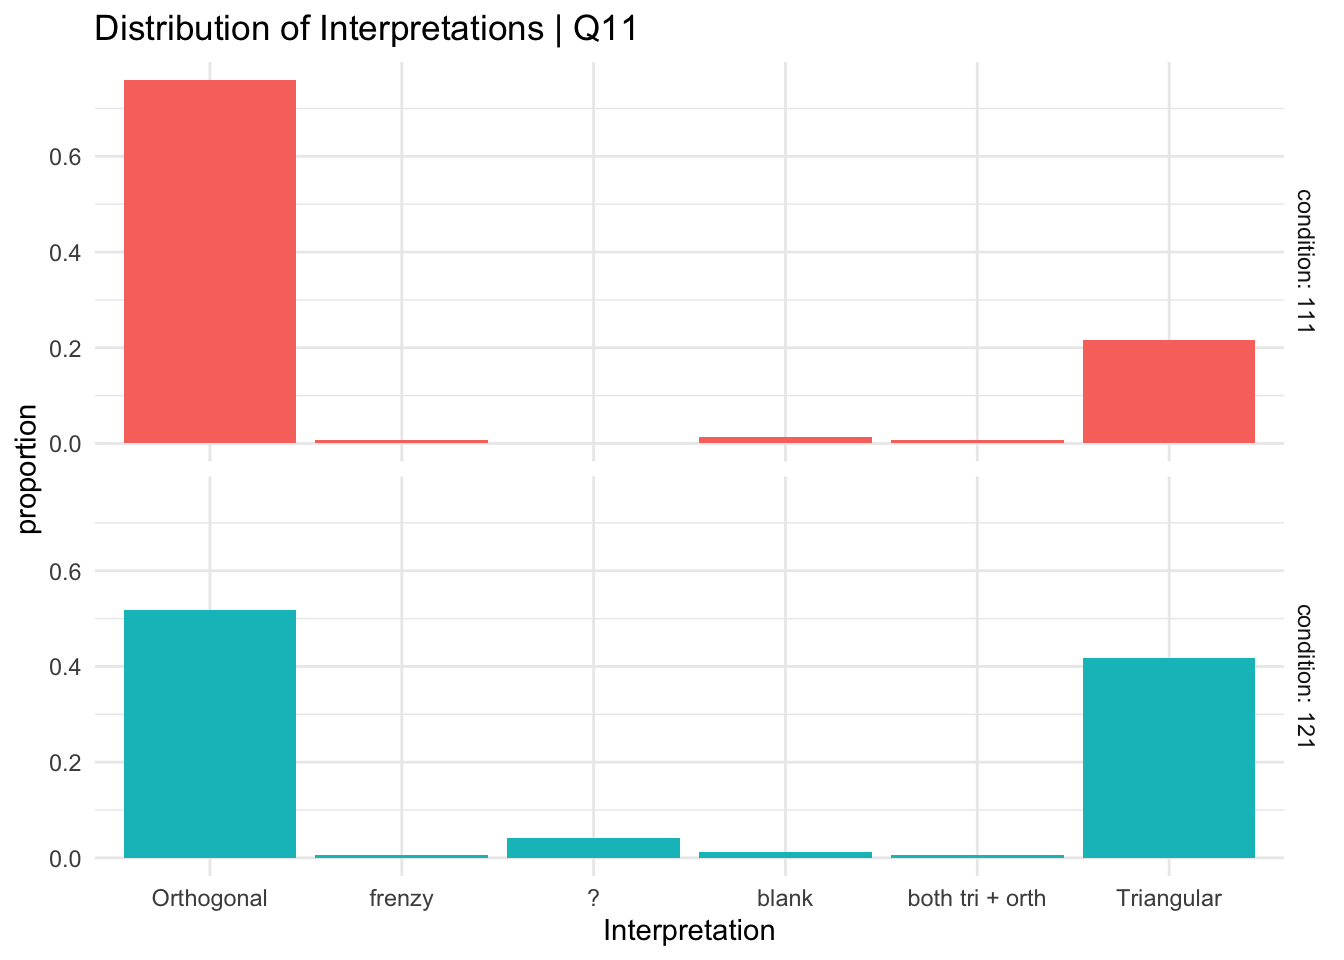 Distribution of Interpretations | Q11
0.6
0.4
0.2
0.0
condition: 111
proportion
0.6
0.4
0.2
0.0
condition: 121
Orthogonal frenzy ? blank both tri + orth Triangular
Interpretation